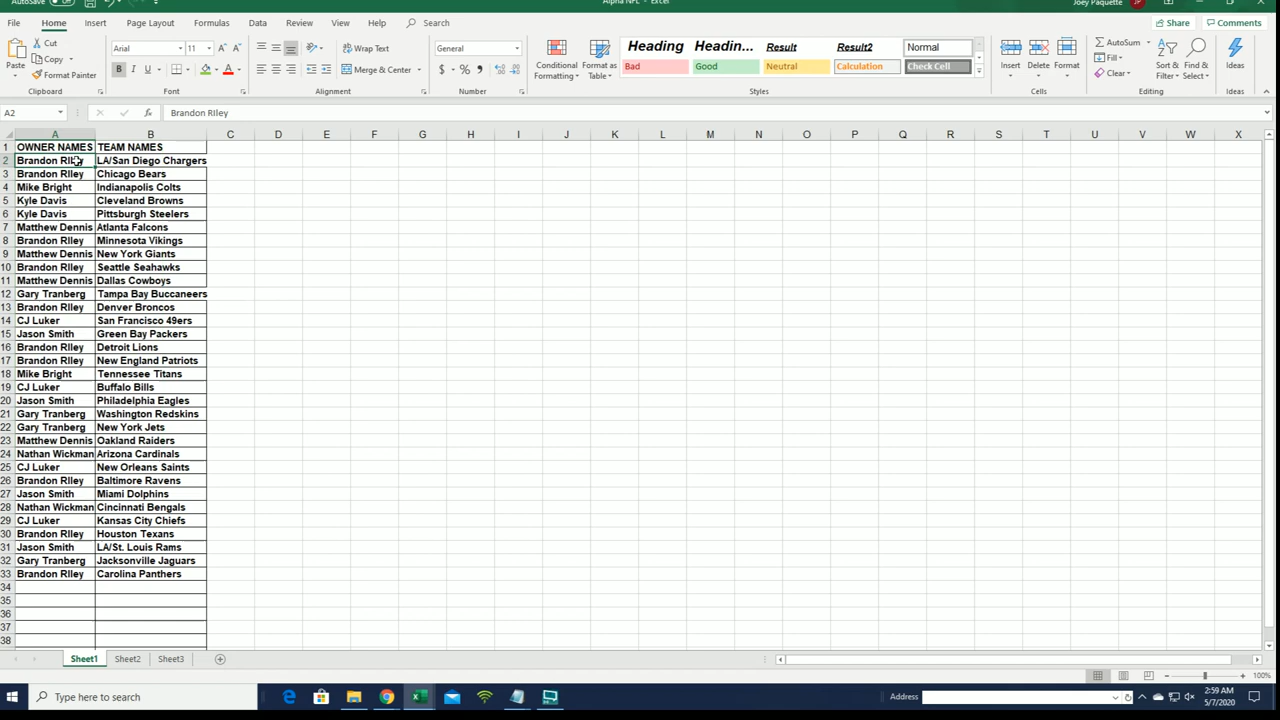 AutoSave Off Alpha NFL - Excel Joey Paquette JP
File Home Insert Page Layout Formulas Data Review View Help Search Share Comments
Paste Cut Copy Format Painter Clipboard
Arial 11 A A B I U A Font
Wrap Text Merge & Center Alignment
General $ % Number
Conditional Formatting Format as Table
Heading Headin... Result Result2 Normal
Bad Good Neutral Calculation Check Cell
Styles
Insert Delete Format Cells
AutoSum Fill Clear Sort & Filter Find & Select Editing
Ideas Ideas
A2 fx Brandon RIley
A B C D E F G H I J K L M N O P Q R S T U V W X
1 OWNER NAMES TEAM NAMES
2 Brandon RIley LA/San Diego Chargers
3 Brandon RIley Chicago Bears
4 Mike Bright Indianapolis Colts
5 Kyle Davis Cleveland Browns
6 Kyle Davis Pittsburgh Steelers
7 Matthew Dennis Atlanta Falcons
8 Brandon RIley Minnesota Vikings
9 Matthew Dennis New York Giants
10 Brandon RIley Seattle Seahawks
11 Matthew Dennis Dallas Cowboys
12 Gary Tranberg Tampa Bay Buccaneers
13 Brandon RIley Denver Broncos
14 CJ Luker San Francisco 49ers
15 Jason Smith Green Bay Packers
16 Brandon RIley Detroit Lions
17 Brandon RIley New England Patriots
18 Mike Bright Tennessee Titans
19 CJ Luker Buffalo Bills
20 Jason Smith Philadelphia Eagles
21 Gary Tranberg Washington Redskins
22 Gary Tranberg New York Jets
23 Matthew Dennis Oakland Raiders
24 Nathan Wickman Arizona Cardinals
25 CJ Luker New Orleans Saints
26 Brandon RIley Baltimore Ravens
27 Jason Smith Miami Dolphins
28 Nathan Wickman Cincinnati Bengals
29 CJ Luker Kansas City Chiefs
30 Brandon RIley Houston Texans
31 Jason Smith LA/St. Louis Rams
32 Gary Tranberg Jacksonville Jaguars
33 Brandon RIley Carolina Panthers
34
35
36
37
38
Sheet1 Sheet2 Sheet3
100%
Type here to search Address 2:59 AM
5/7/2020